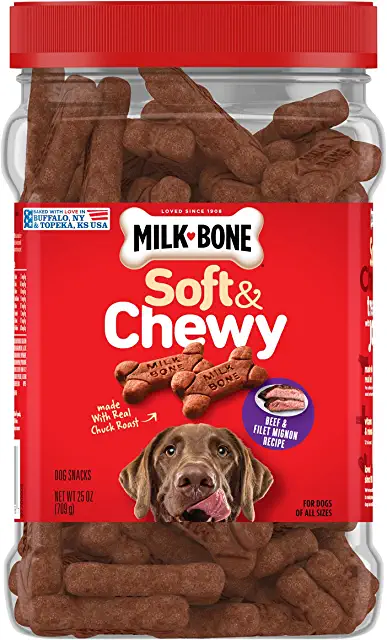 BAKED WITH LOVE IN
BUFFALO, NY
& TOPEKA, KS USA
LOVED SINCE 1908
MILK-BONE
Soft &
Chewy
MILK
BONE
MILK
BONE
made
With Real
Chuck Roast
BEEF &
FILET MIGNON
RECIPE
DOG SNACKS
NET WT 25 OZ
(709g)
FOR DOGS
OF ALL SIZES